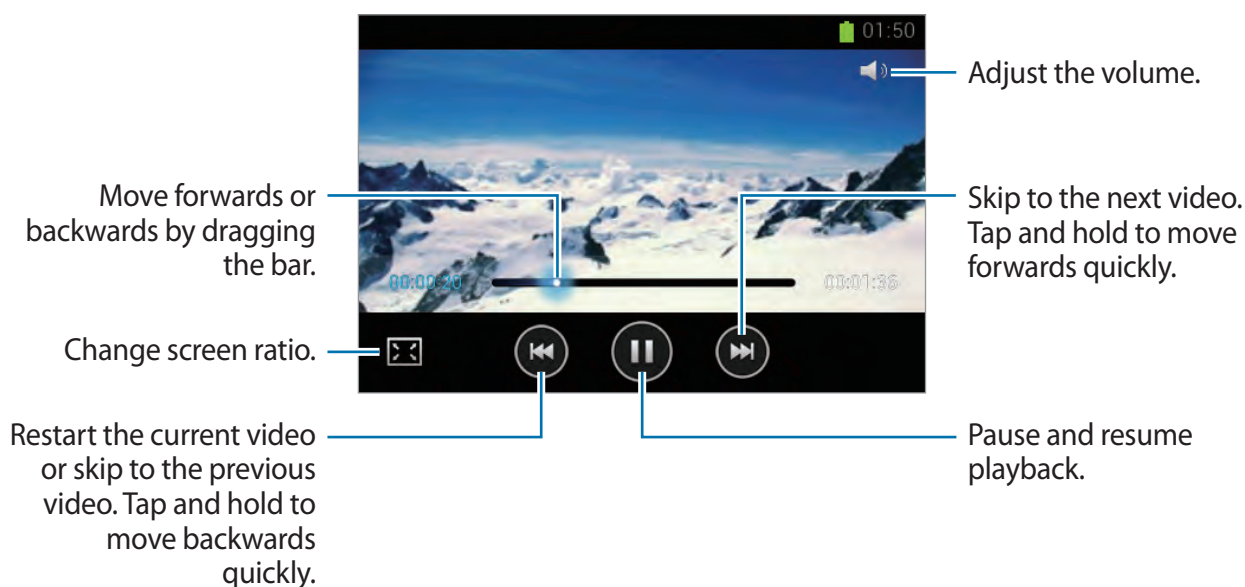 01:50
Adjust the volume.
Move forwards or
backwards by dragging
the bar.
Skip to the next video.
Tap and hold to move
forwards quickly.
00:00:20
00:01:36
Change screen ratio.
Restart the current video
or skip to the previous
video. Tap and hold to
move backwards
quickly.
Pause and resume
playback.